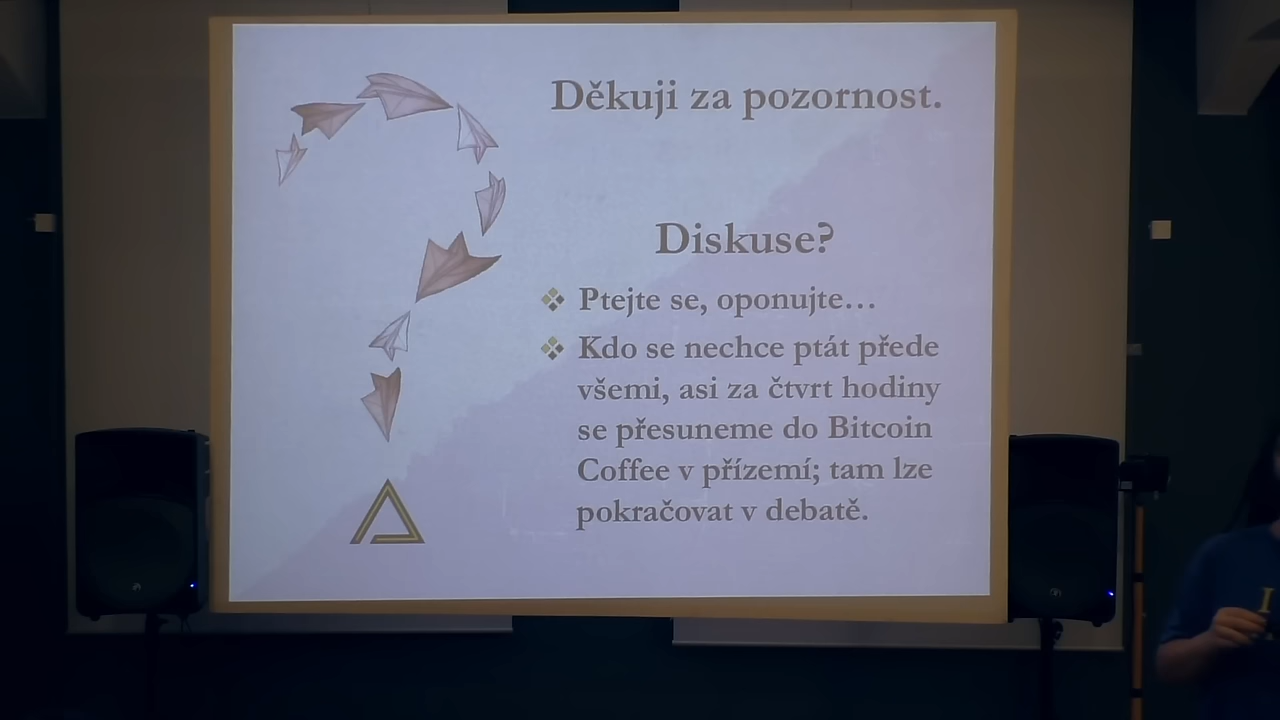 Děkuji za pozornost.
Diskuse?
Ptejte se, oponujte…
Kdo se nechce ptát přede
všemi, asi za čtvrt hodiny
se přesuneme do Bitcoin
Coffee v přízemí; tam lze
pokračovat v debatě.